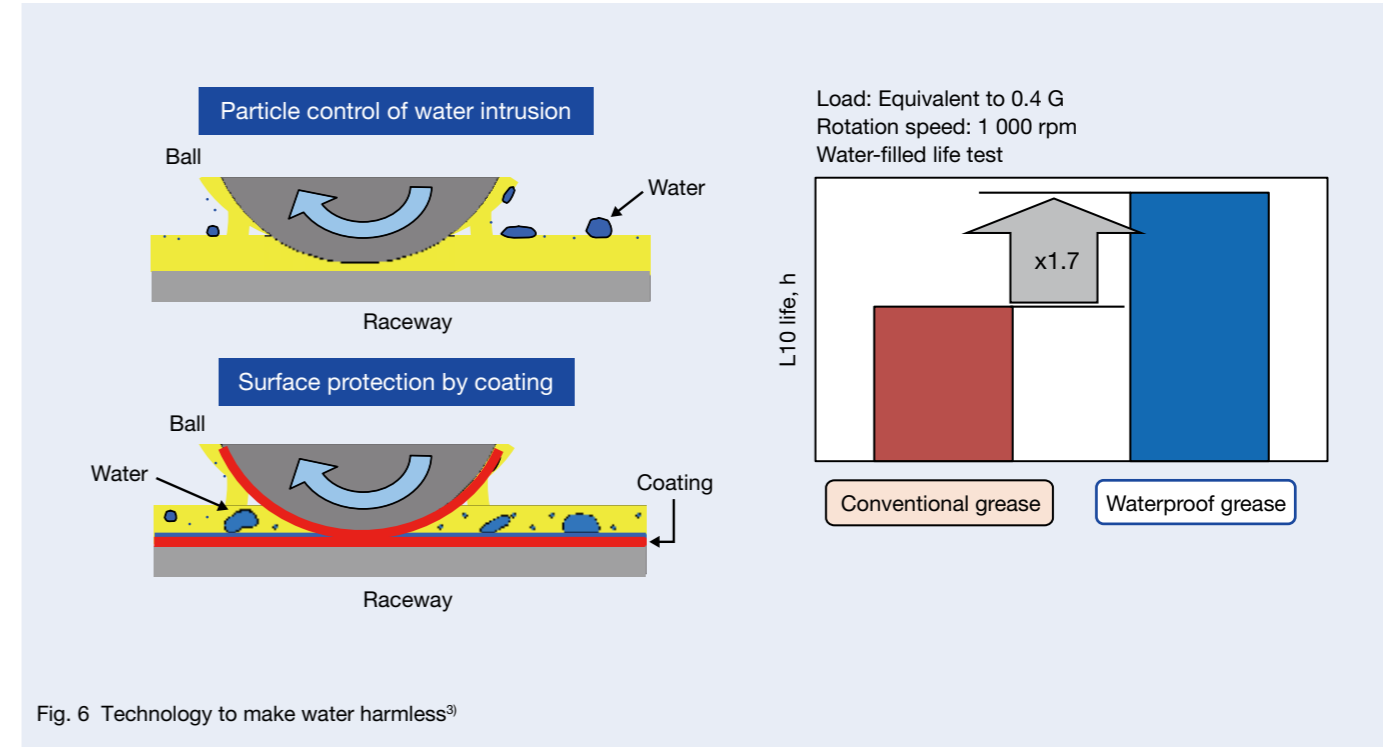 Particle control of water intrusion
Ball
Water
Raceway
Surface protection by coating
Ball
Water
Coating
Raceway
Load: Equivalent to 0.4 G
Rotation speed: 1 000 rpm
Water-filled life test
L10 life, h
x1.7
Conventional grease
Waterproof grease
Fig. 6 Technology to make water harmless3)